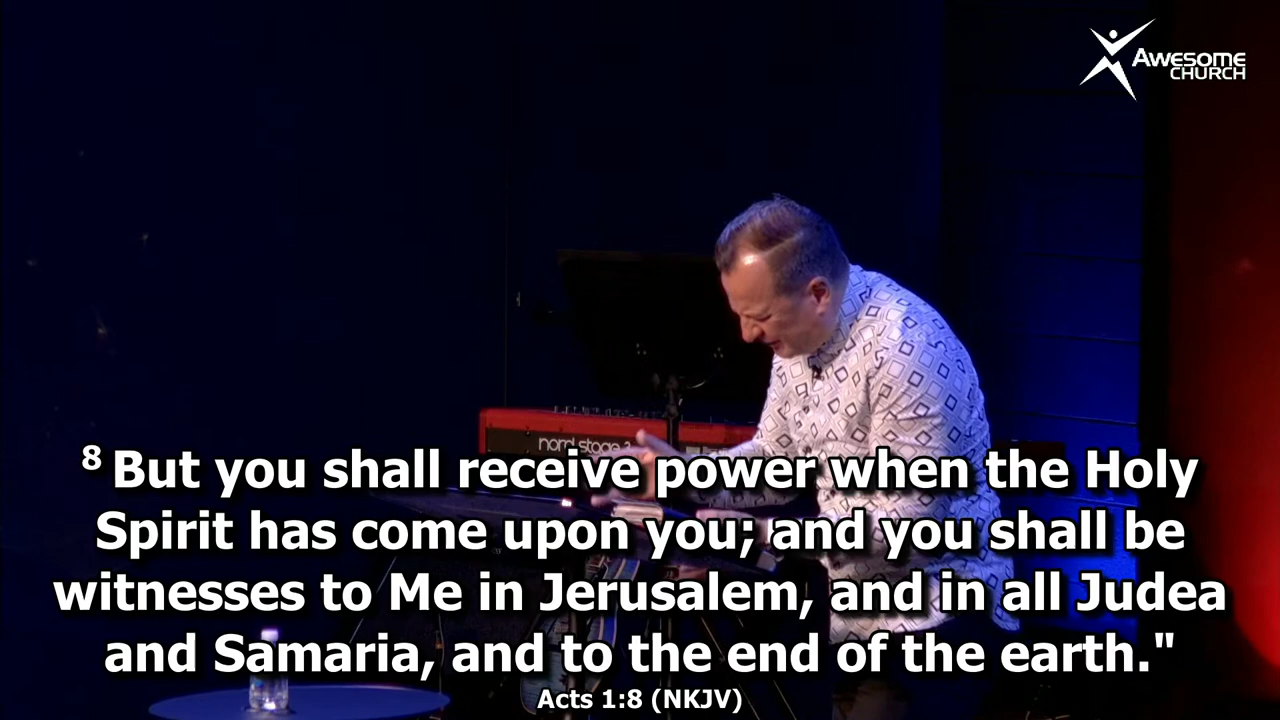 AWESOME
CHURCH
nord stage 3
8 But you shall receive power when the Holy
Spirit has come upon you; and you shall be
witnesses to Me in Jerusalem, and in all Judea
and Samaria, and to the end of the earth."
Acts 1:8 (NKJV)